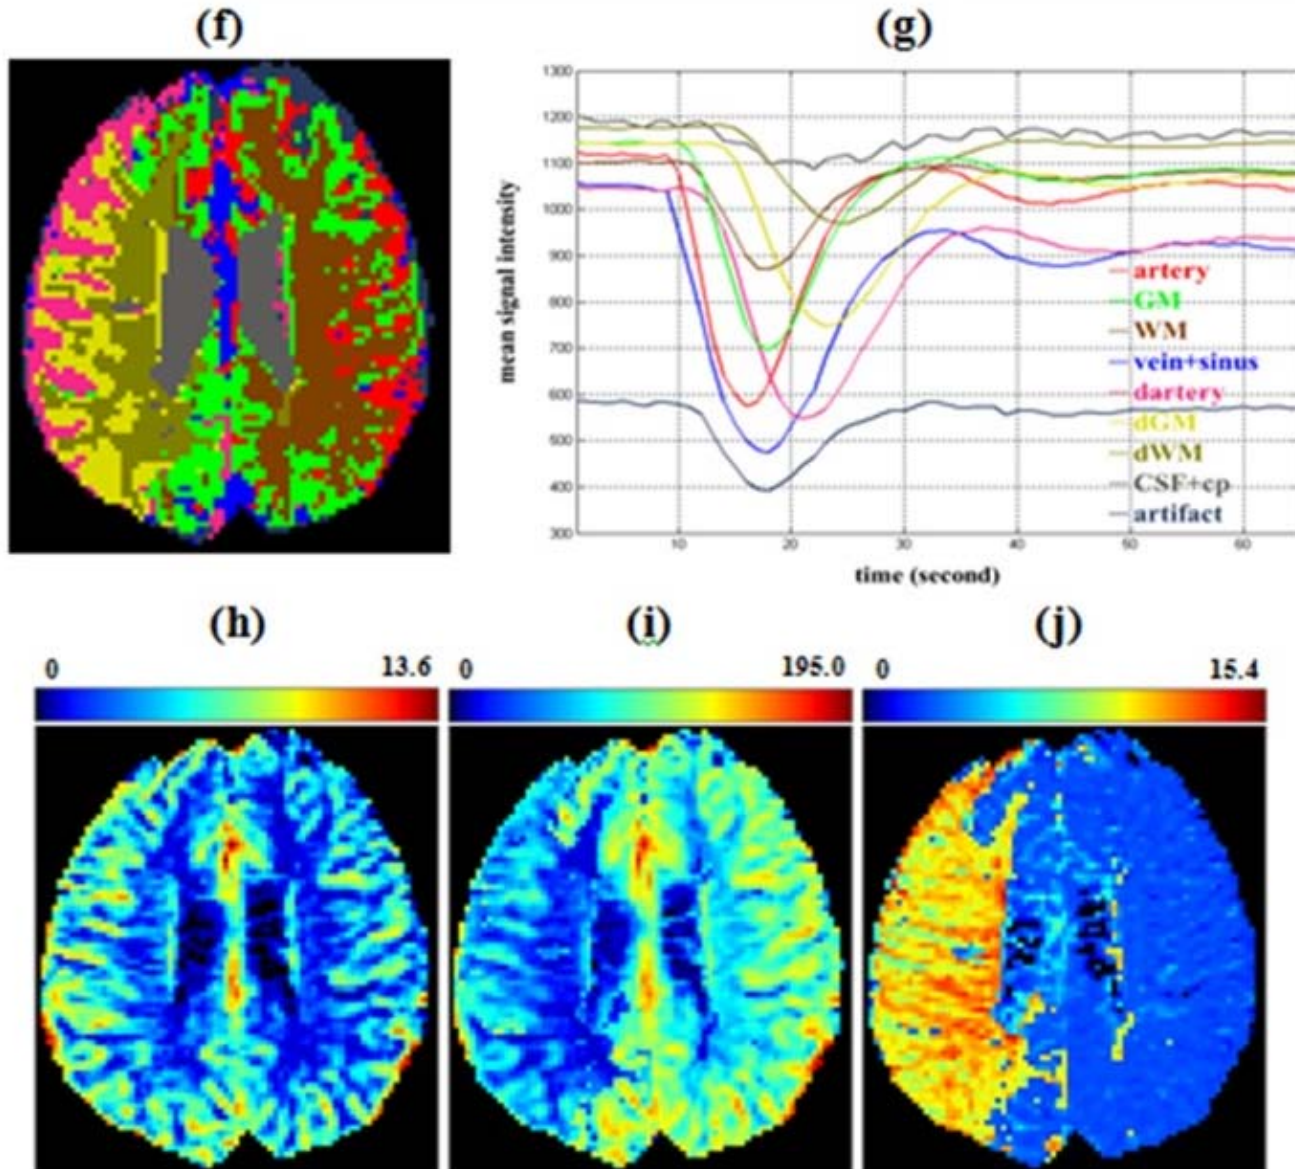 (f)
(g)
1300
1200
1100
1000
900
800
700
600
500
400
300
mean signal intensity
artery
GM
WM
vein+sinus
dartery
dGM
dWM
CSF+cp
artifact
10 20 30 40 50 60
time (second)
(h)
(i)
(j)
0 13.6
0 195.0
0 15.4